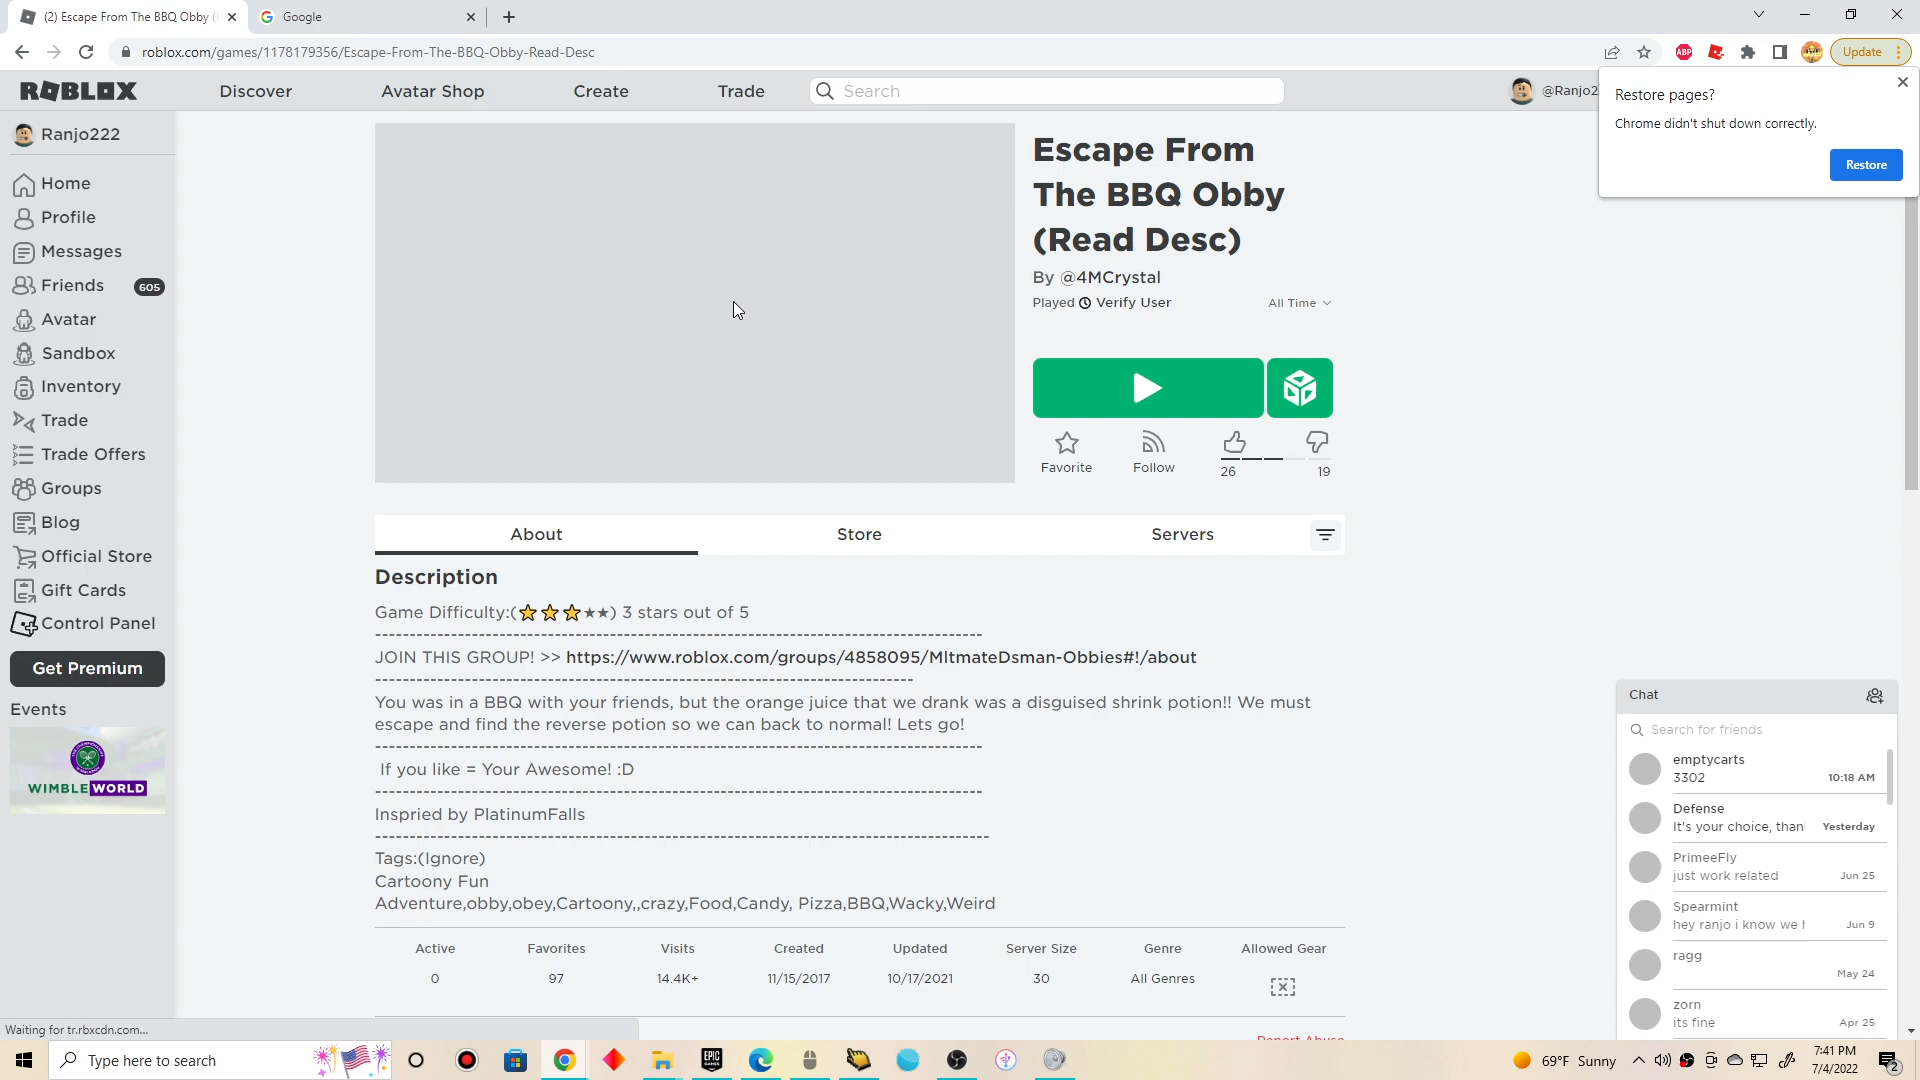 (2) Escape From The BBQ Obby (
Google
roblox.com/games/1178179356/Escape-From-The-BBQ-Obby-Read-Desc
ABP
Update
ROBLOX
Discover
Avatar Shop
Create
Trade
Search
@Ranjo2
Restore pages?
Chrome didn't shut down correctly.
Restore
Ranjo222
Home
Profile
Messages
Friends
605
Avatar
Sandbox
Inventory
Trade
Trade Offers
Groups
Blog
Official Store
Gift Cards
Control Panel
Get Premium
Events
WIMBLEWORLD
Escape From
The BBQ Obby
(Read Desc)
By @4MCrystal
Played Verify User
All Time
Favorite
Follow
26
19
About
Store
Servers
Description
Game Difficulty:(⭐⭐⭐★★) 3 stars out of 5
----------------------------------------------------------------------------------------
JOIN THIS GROUP! >> https://www.roblox.com/groups/4858095/MltmateDsman-Obbies#!/about
------------------------------------------------------------------------------
You was in a BBQ with your friends, but the orange juice that we drank was a disguised shrink potion!! We must
escape and find the reverse potion so we can back to normal! Lets go!
----------------------------------------------------------------------------------------
If you like = Your Awesome! :D
----------------------------------------------------------------------------------------
Inspried by PlatinumFalls
-----------------------------------------------------------------------------------------
Tags:(Ignore)
Cartoony Fun
Adventure,obby,obey,Cartoony,,crazy,Food,Candy, Pizza,BBQ,Wacky,Weird
Active
Favorites
Visits
Created
Updated
Server Size
Genre
Allowed Gear
0
97
14.4K+
11/15/2017
10/17/2021
30
All Genres
Report Abuse
Chat
Search for friends
emptycarts
3302
10:18 AM
Defense
It's your choice, than
Yesterday
PrimeeFly
just work related
Jun 25
Spearmint
hey ranjo i know we h
Jun 9
ragg
May 24
zorn
its fine
Apr 25
Waiting for tr.rbxcdn.com...
Type here to search
EPIC
GAMES
69°F Sunny
7:41 PM
7/4/2022
2